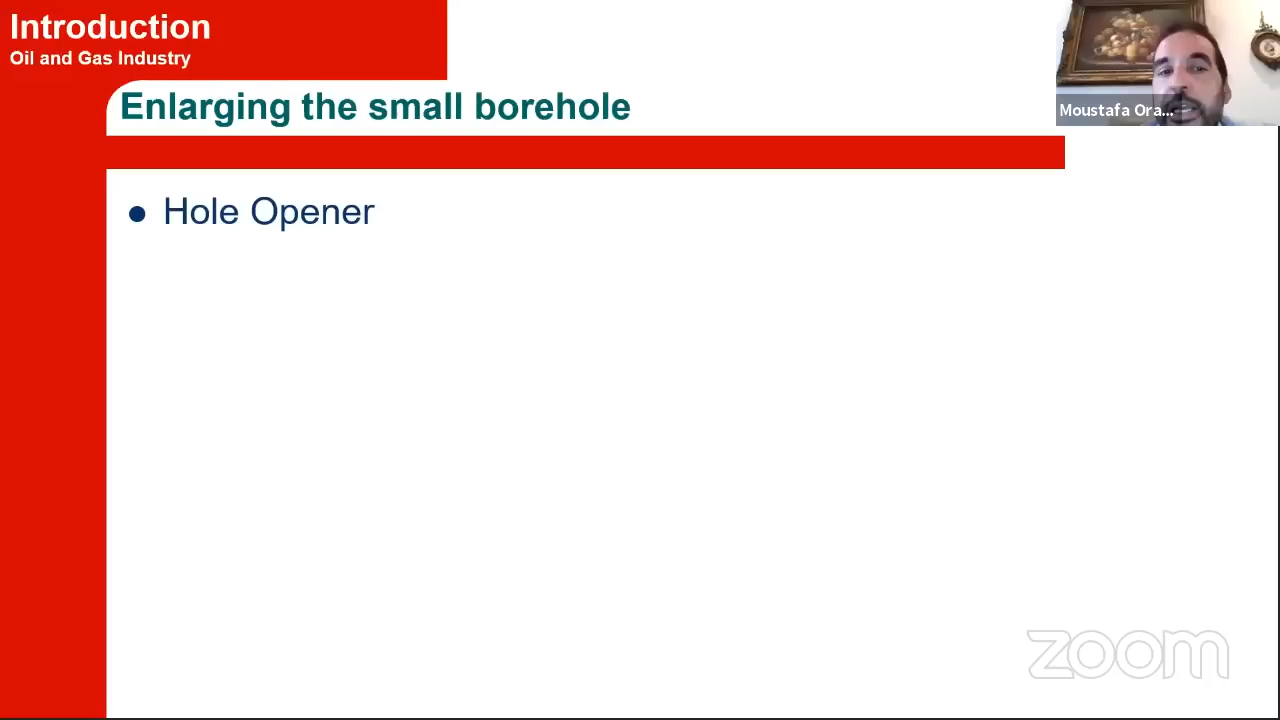 Introduction
Oil and Gas Industry
Enlarging the small borehole
Moustafa Ora...
● Hole Opener
zoom